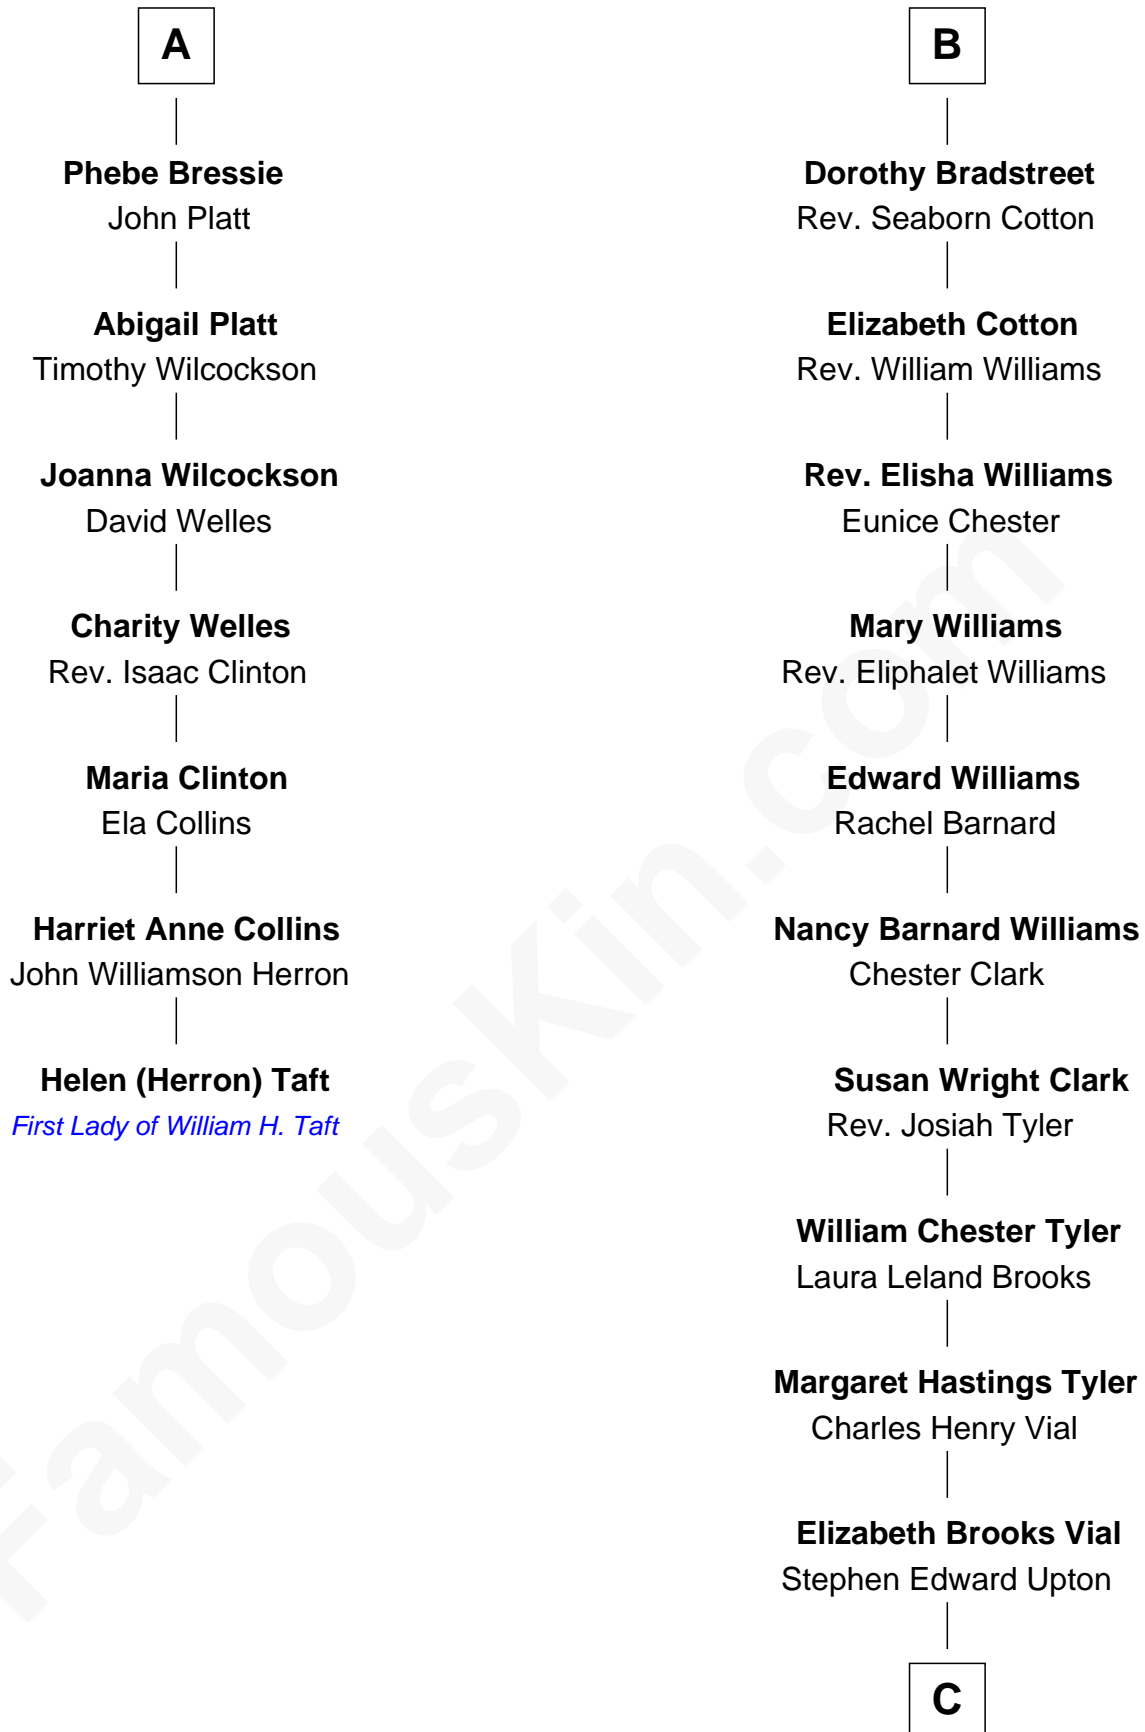 A
Phebe Bressie
John Platt
Abigail Platt
Timothy Wilcockson
Joanna Wilcockson
David Welles
Charity Welles
Rev. Isaac Clinton
Maria Clinton
Ela Collins
Harriet Anne Collins
John Williamson Herron
Helen (Herron) Taft
First Lady of William H. Taft
B
Dorothy Bradstreet
Rev. Seaborn Cotton
Elizabeth Cotton
Rev. William Williams
Rev. Elisha Williams
Eunice Chester
Mary Williams
Rev. Eliphalet Williams
Edward Williams
Rachel Barnard
Nancy Barnard Williams
Chester Clark
Susan Wright Clark
Rev. Josiah Tyler
William Chester Tyler
Laura Leland Brooks
Margaret Hastings Tyler
Charles Henry Vial
Elizabeth Brooks Vial
Stephen Edward Upton
C
FamousKin.com